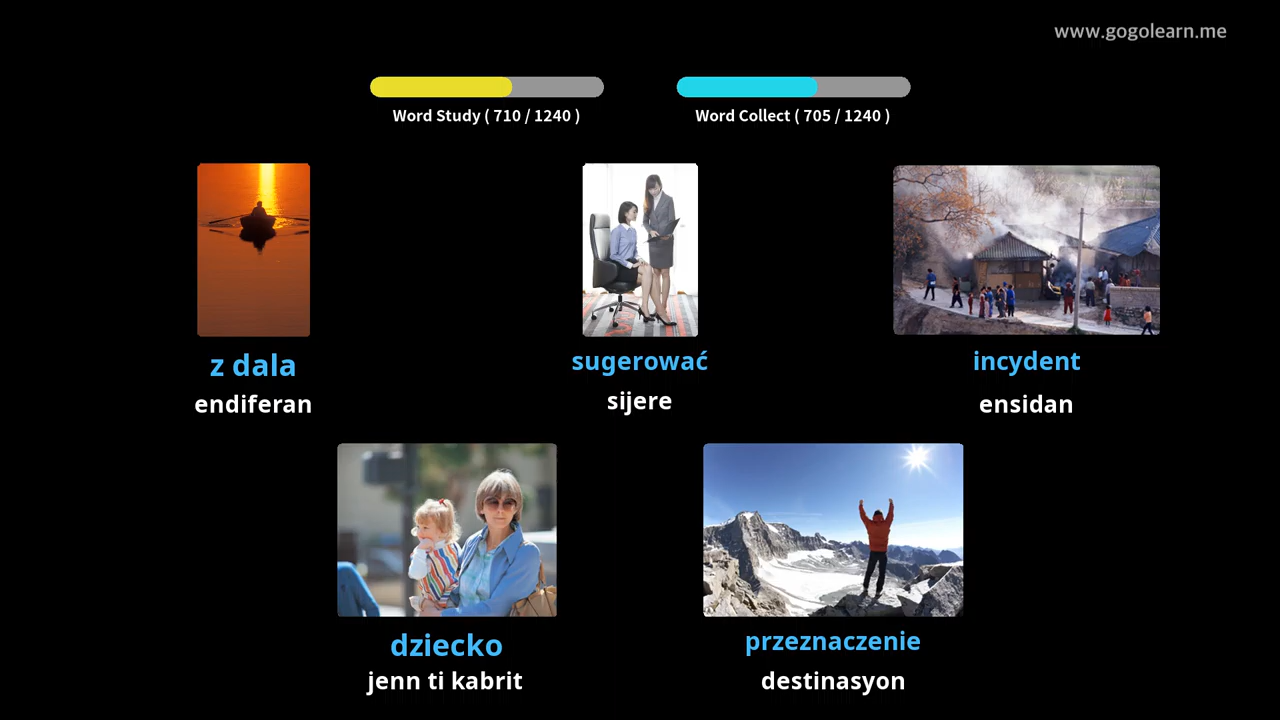 www.gogolearn.me
Word Study ( 710 / 1240 )
Word Collect ( 705 / 1240 )
z dala
endiferan
sugerować
sijere
incydent
ensidan
dziecko
jenn ti kabrit
przeznaczenie
destinasyon